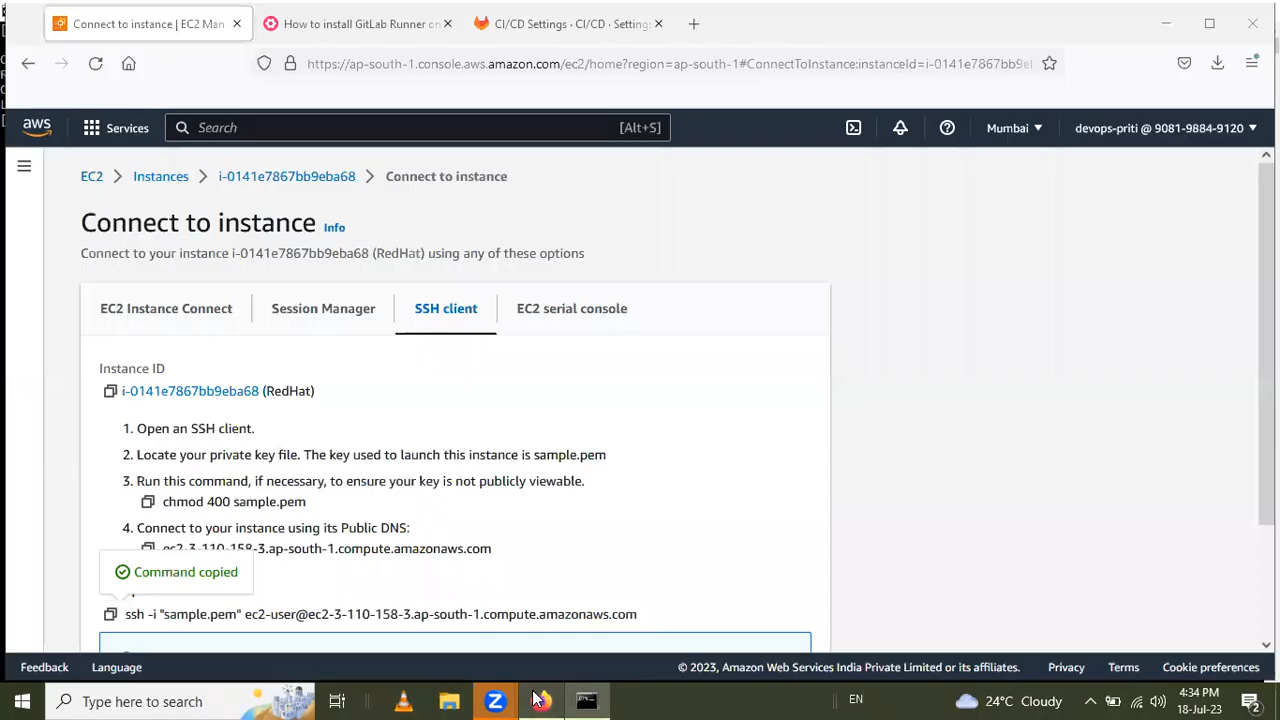 Connect to instance | EC2 Man
How to install GitLab Runner on
CI/CD Settings · CI/CD · Settings
https://ap-south-1.console.aws.amazon.com/ec2/home?region=ap-south-1#ConnectToInstance:instanceId=i-0141e7867bb9el
aws
Services
Search
[Alt+S]
Mumbai
devops-priti @ 9081-9884-9120
EC2
Instances
i-0141e7867bb9eba68
Connect to instance
Connect to instance Info
Connect to your instance i-0141e7867bb9eba68 (RedHat) using any of these options
EC2 Instance Connect
Session Manager
SSH client
EC2 serial console
Instance ID
i-0141e7867bb9eba68 (RedHat)
1. Open an SSH client.
2. Locate your private key file. The key used to launch this instance is sample.pem
3. Run this command, if necessary, to ensure your key is not publicly viewable.
chmod 400 sample.pem
4. Connect to your instance using its Public DNS:
ec2-3-110-158-3.ap-south-1.compute.amazonaws.com
Command copied
ssh -i "sample.pem" ec2-user@ec2-3-110-158-3.ap-south-1.compute.amazonaws.com
Feedback
Language
© 2023, Amazon Web Services India Private Limited or its affiliates.
Privacy
Terms
Cookie preferences
Type here to search
EN
24°C Cloudy
4:34 PM
18-Jul-23
2